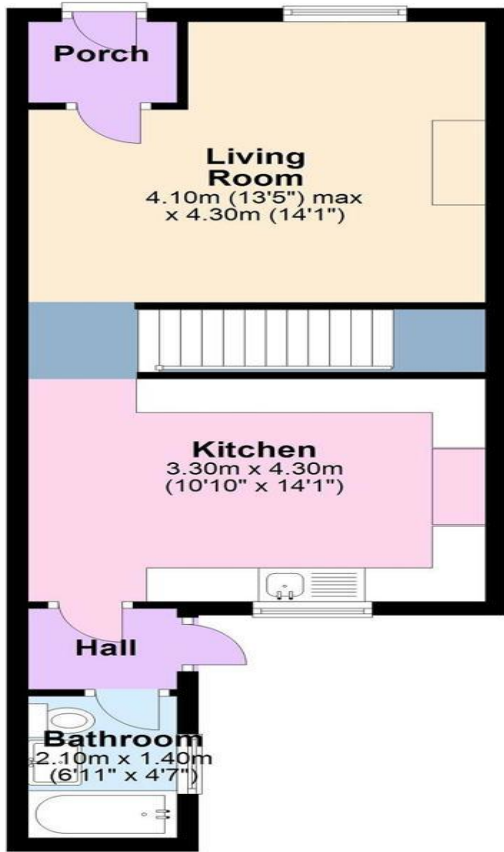 Porch
Living
Room
4.10m (13'5") max
x 4.30m (14'1")
Kitchen
3.30m x 4.30m
(10'10" x 14'1")
Hall
Bathroom
2.10m x 1.40m
(6'11" x 4'7")